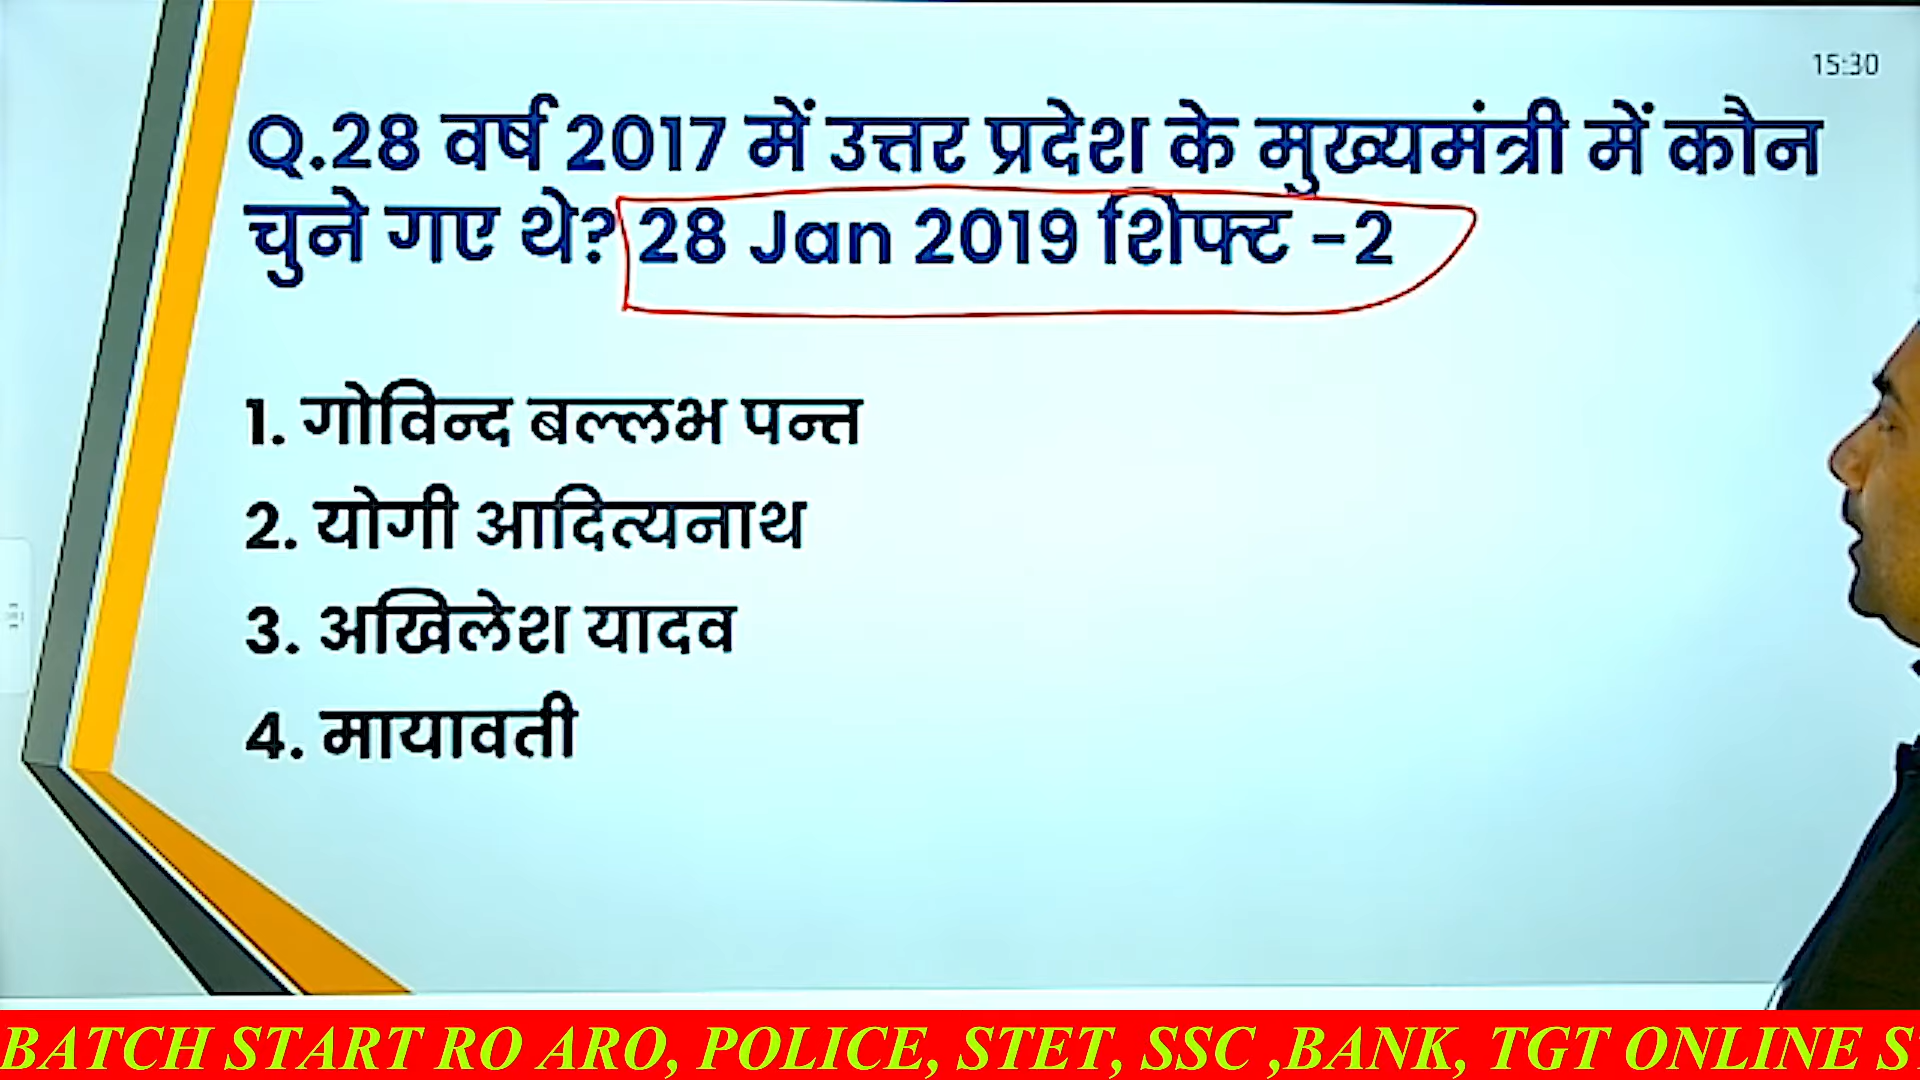 15:30
Q.28 वर्ष 2017 में उत्तर प्रदेश के मुख्यमंत्री में कौन
चुने गए थे? 28 Jan 2019 शिफ्ट -2
1. गोविन्द बल्लभ पन्त
2. योगी आदित्यनाथ
3. अखिलेश यादव
4. मायावती
BATCH START RO ARO, POLICE, STET, SSC ,BANK, TGT ONLINE S